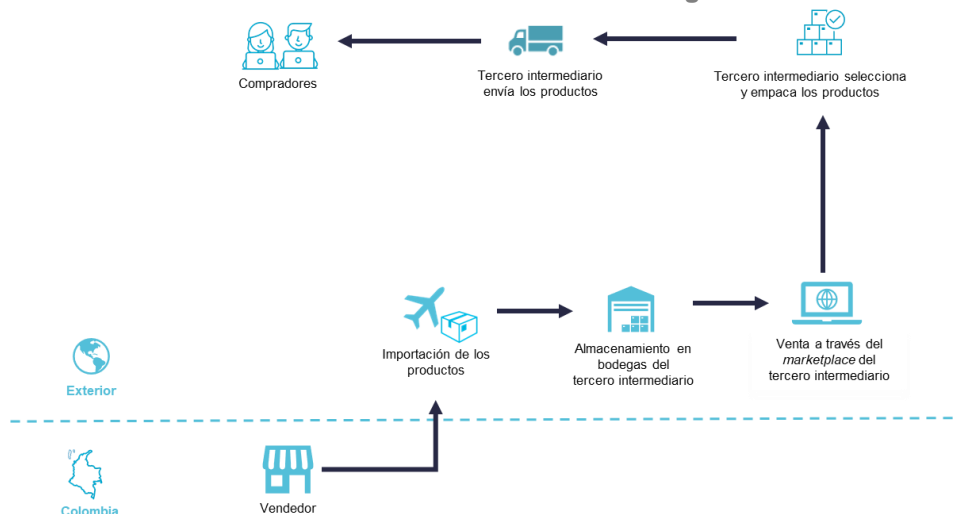 Compradores
Tercero intermediario
envía los productos
Tercero intermediario selecciona
y empaca los productos
Importación de los
productos
Almacenamiento en
bodegas del
tercero intermediario
Venta a través del
marketplace del
tercero intermediario
Exterior
Vendedor
Colombia